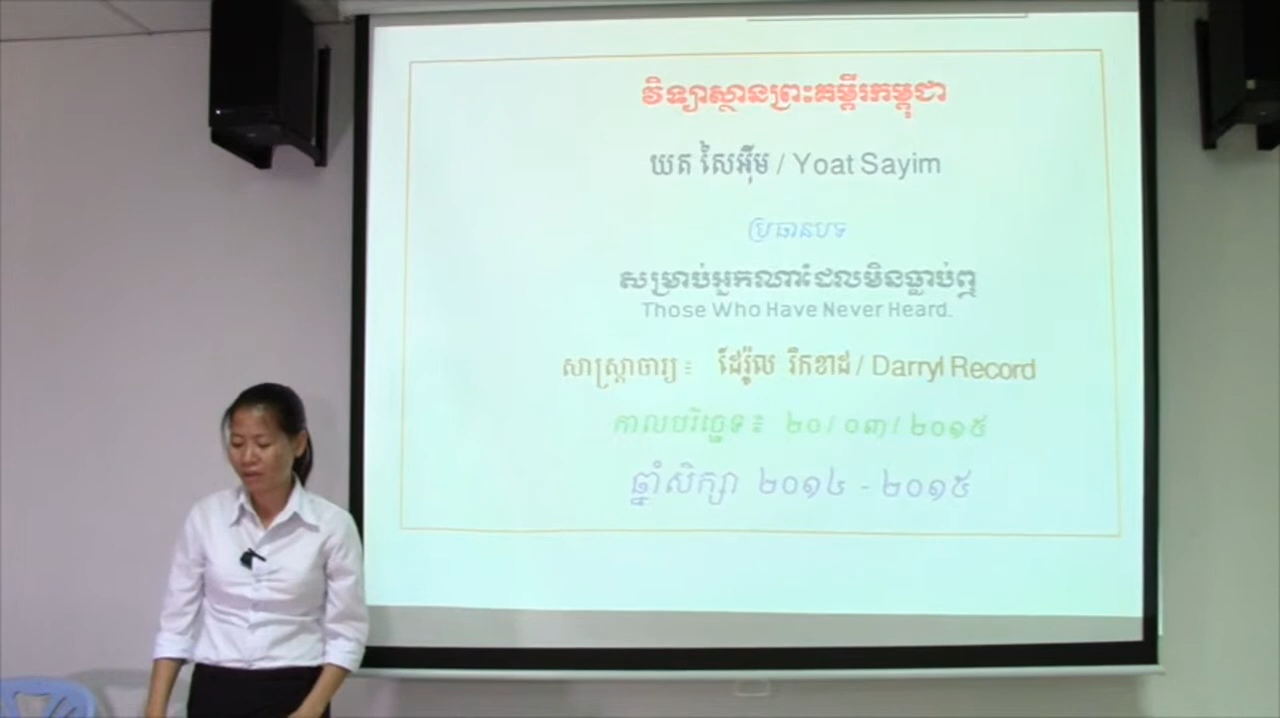 វិទ្យាស្ថានព្រះគម្ពីរកម្ពុជា
យត សៃអ៊ីម / Yoat Sayim
ប្រធានបទ
សម្រាប់អ្នកណាដែលមិនធ្លាប់ឮ
Those Who Have Never Heard.
សាស្ត្រាចារ្យ ៖ ដែរ៉ូល រីកខាដ / Darryl Record
កាលបរិច្ឆេទ៖ ២០/ ០៣/ ២០១៥
ឆ្នាំសិក្សា ២០១៤ - ២០១៥